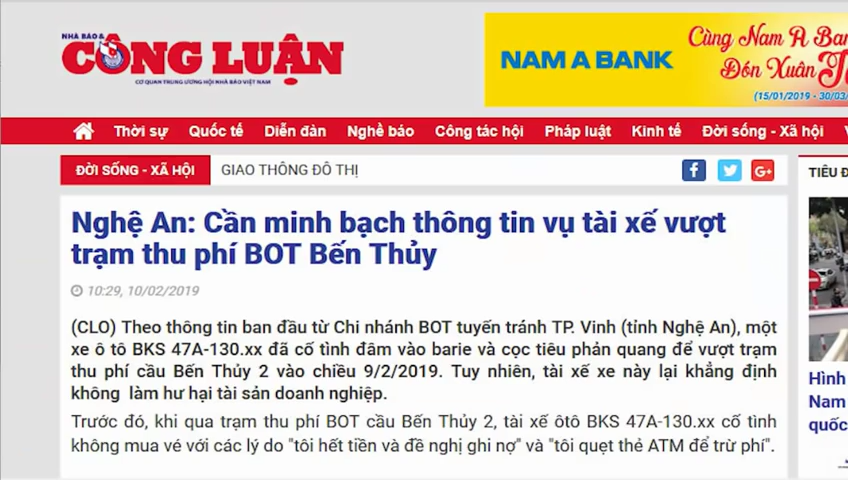 NHÀ BÁO &
CÔNG LUẬN
CƠ QUAN TRUNG ƯƠNG HỘI NHÀ BÁO VIỆT NAM
NAM A BANK
Cùng Nam A Ban
Đón Xuân
(15/01/2019 - 30/03/
Thời sự Quốc tế Diễn đàn Nghề báo Công tác hội Pháp luật Kinh tế Đời sống - Xã hội
ĐỜI SỐNG - XÃ HỘI GIAO THÔNG ĐÔ THỊ
TIÊU Đ
Nghệ An: Cần minh bạch thông tin vụ tài xế vượt
trạm thu phí BOT Bến Thủy
10:29, 10/02/2019
(CLO) Theo thông tin ban đầu từ Chi nhánh BOT tuyến tránh TP. Vinh (tỉnh Nghệ An), một
xe ô tô BKS 47A-130.xx đã cố tình đâm vào barie và cọc tiêu phản quang để vượt trạm
thu phí cầu Bến Thủy 2 vào chiều 9/2/2019. Tuy nhiên, tài xế xe này lại khẳng định
không làm hư hại tài sản doanh nghiệp.
Trước đó, khi qua trạm thu phí BOT cầu Bến Thủy 2, tài xế ôtô BKS 47A-130.xx cố tình
không mua vé với các lý do "tôi hết tiền và đề nghị ghi nợ" và "tôi quẹt thẻ ATM để trừ phí".
Hình
Nam
quốc